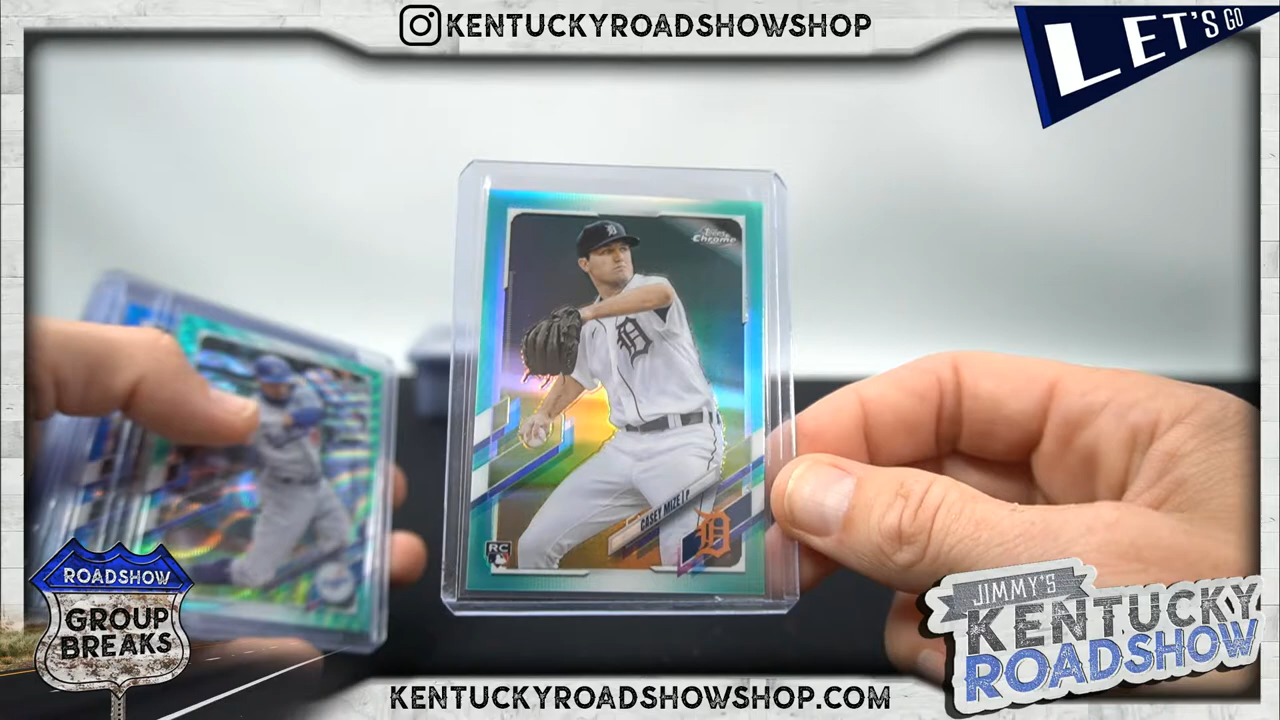 KENTUCKYROADSHOWSHOP
LET'S GO
Topps
Chrome
D
D
CASEY MIZE | P
D
RC
ROADSHOW
GROUP
BREAKS
JIMMY'S
KENTUCKY
ROADSHOW
KENTUCKYROADSHOWSHOP.COM